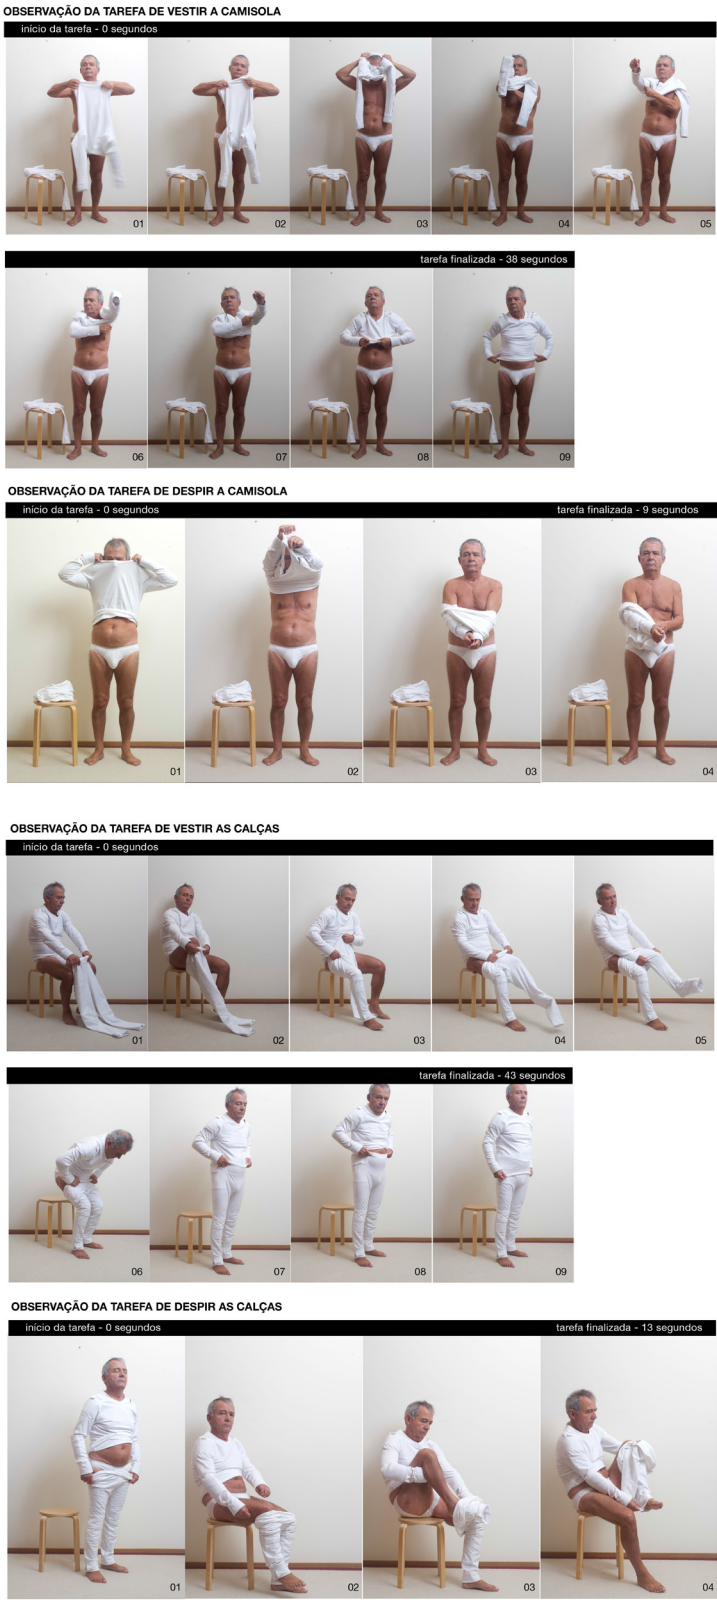 OBSERVAÇÃO DA TAREFA DE VESTIR A CAMISOLA
início da tarefa - 0 segundos
01 02 03 04 05
tarefa finalizada - 38 segundos
06 07 08 09
OBSERVAÇÃO DA TAREFA DE DESPIR A CAMISOLA
início da tarefa - 0 segundos tarefa finalizada - 9 segundos
01 02 03 04
OBSERVAÇÃO DA TAREFA DE VESTIR AS CALÇAS
início da tarefa - 0 segundos
01 02 03 04 05
tarefa finalizada - 43 segundos
06 07 08 09
OBSERVAÇÃO DA TAREFA DE DESPIR AS CALÇAS
início da tarefa - 0 segundos tarefa finalizada - 13 segundos
01 02 03 04